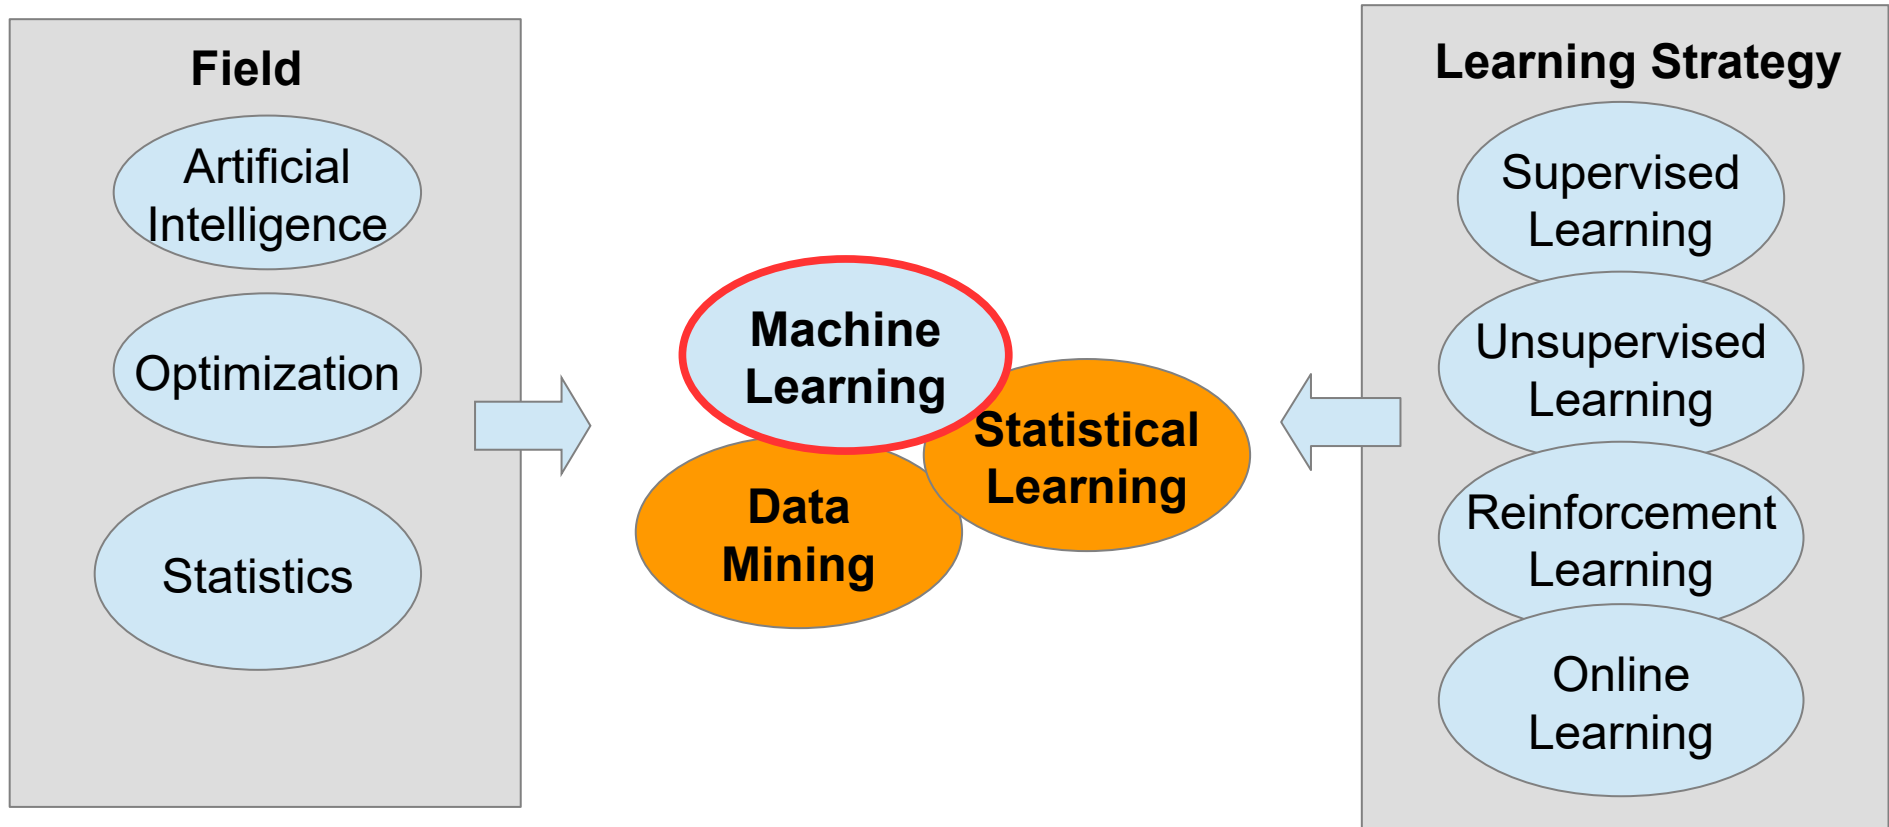 Field
Artificial
Intelligence
Optimization
Statistics
Machine
Learning
Statistical
Learning
Data
Mining
Learning Strategy
Supervised
Learning
Unsupervised
Learning
Reinforcement
Learning
Online
Learning